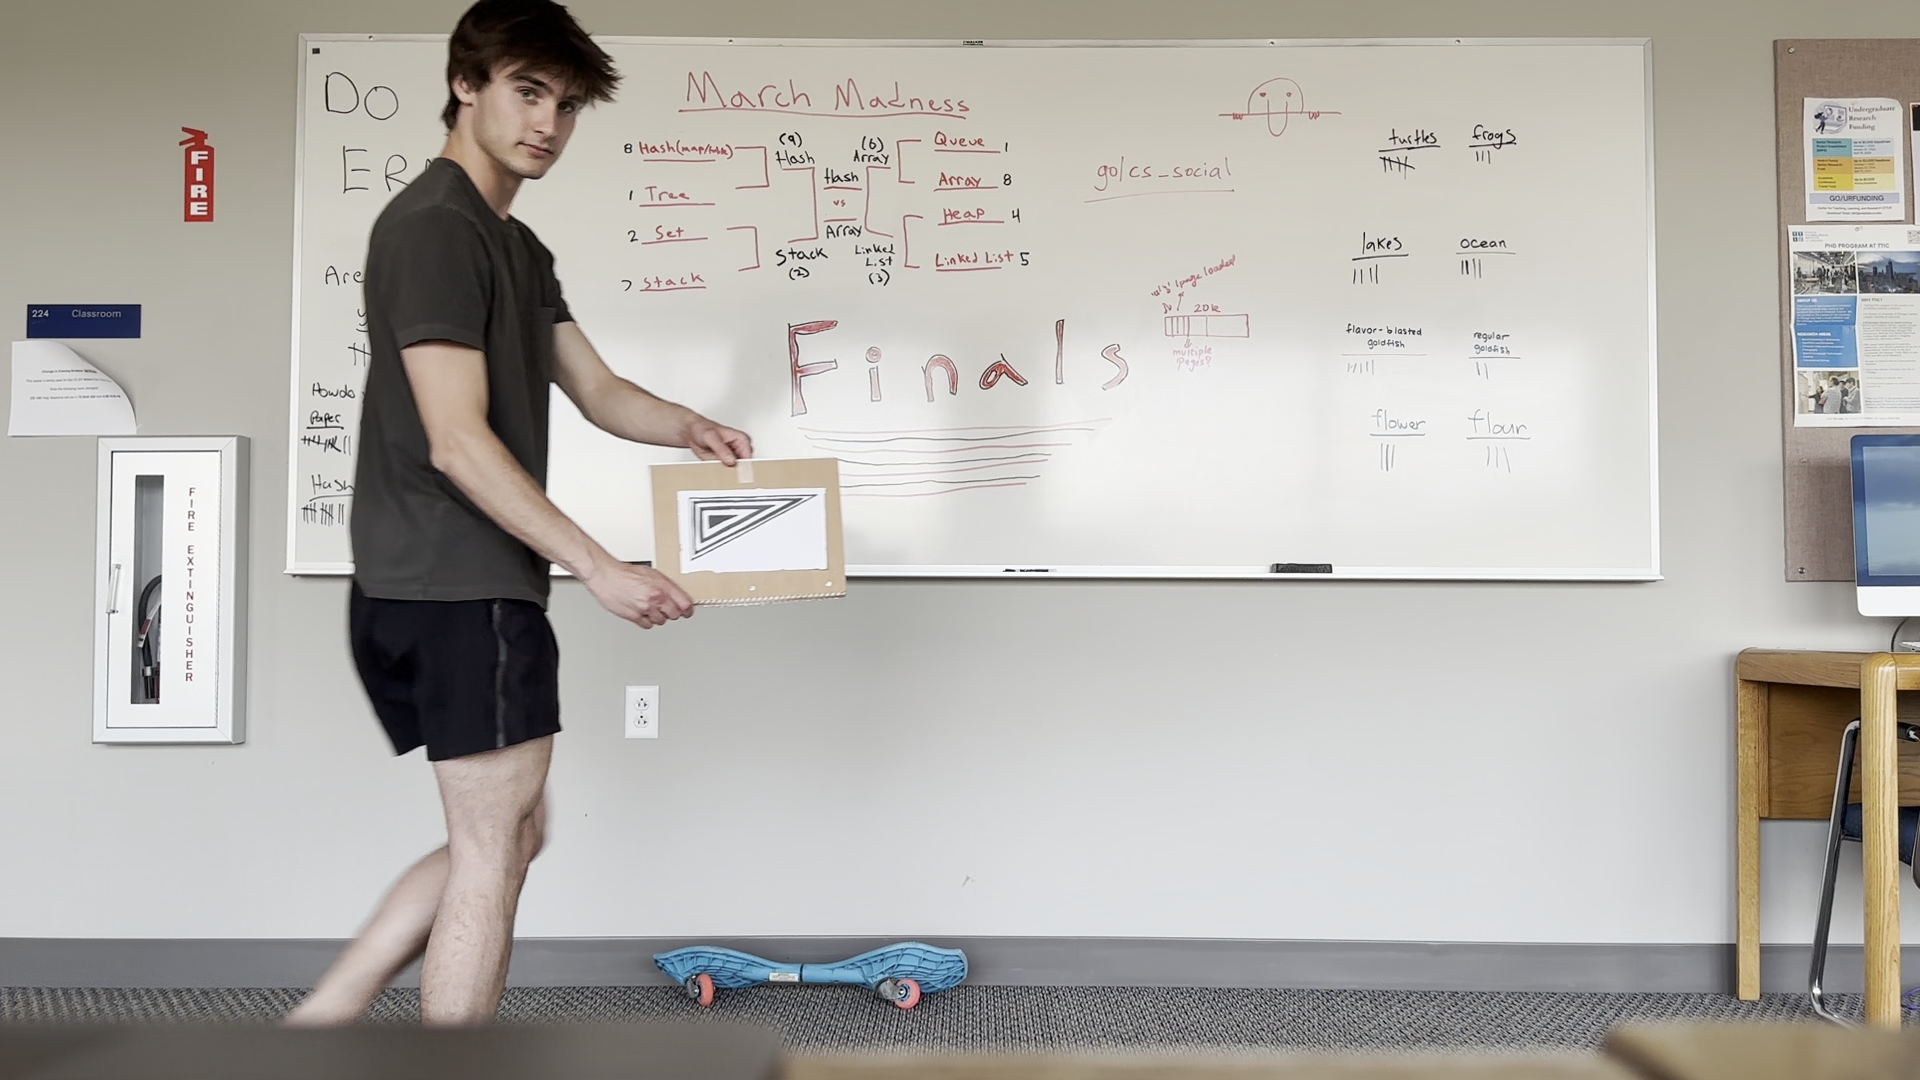 DO
ERA
Are
Howdo
Paper
Hash
March Madness
8 Hash(map/table)
1 Tree
2 Set
7 Stack
(9)
Hash
Stack
(2)
Hash
vs
Array
(6)
Array
Linked
List
(3)
Queue 1
Array 8
Heap 4
Linked List 5
Finals
go/cs_social
20k
multiple
pages?
turtles
frogs
lakes
ocean
flavor-blasted
goldfish
regular
goldfish
flower
flour
FIRE
224 Classroom
FIRE EXTINGUISHER
Undergraduate
Research
Funding
GO/URFUNDING
PHD PROGRAM AT TTIC